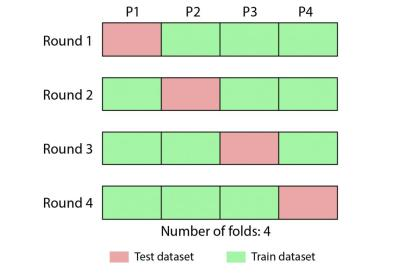 P1 P2 P3 P4
Round 1
Round 2
Round 3
Round 4
Number of folds: 4
Test dataset Train dataset